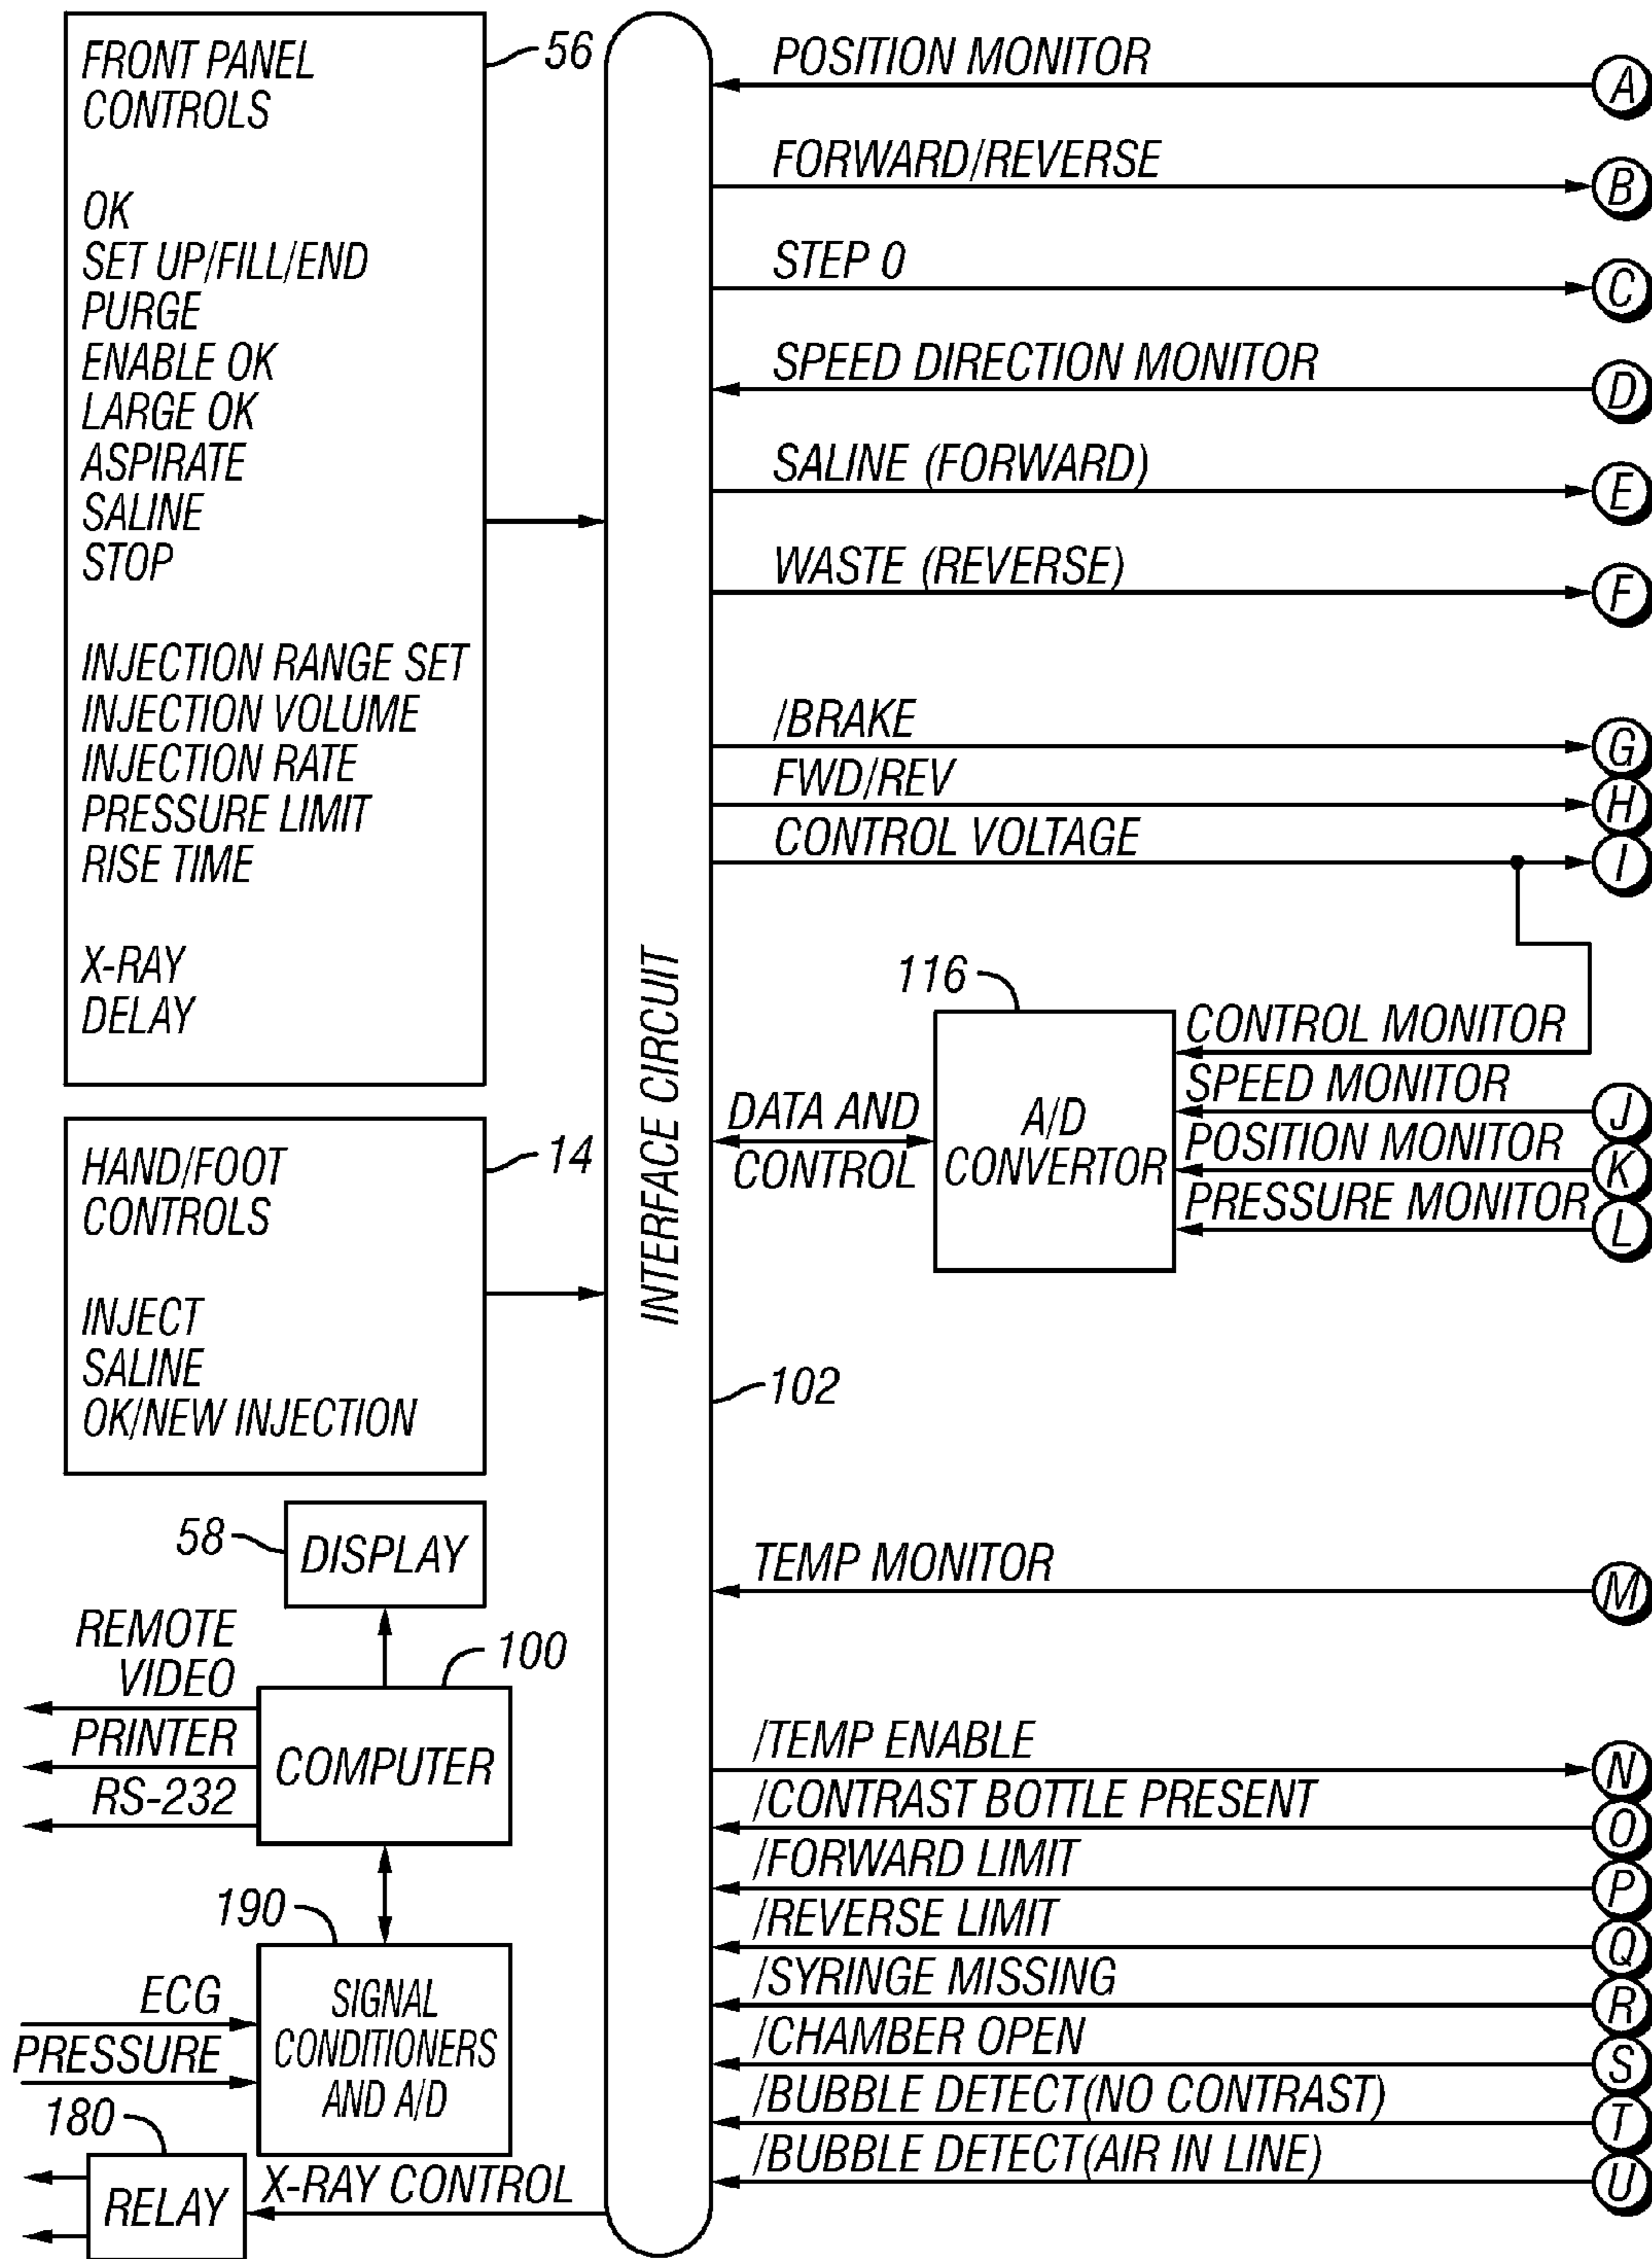 FRONT PANEL
CONTROLS
OK
SET UP/FILL/END
PURGE
ENABLE OK
LARGE OK
ASPIRATE
SALINE
STOP
INJECTION RANGE SET
INJECTION VOLUME
INJECTION RATE
PRESSURE LIMIT
RISE TIME
X-RAY
DELAY
56
HAND/FOOT
CONTROLS
INJECT
SALINE
OK/NEW INJECTION
14
58
DISPLAY
REMOTE
VIDEO
PRINTER
RS-232
100
COMPUTER
190
ECG
PRESSURE
SIGNAL
CONDITIONERS
AND A/D
180
RELAY
X-RAY CONTROL
INTERFACE CIRCUIT
102
POSITION MONITOR
A
FORWARD/REVERSE
B
STEP 0
C
SPEED DIRECTION MONITOR
D
SALINE (FORWARD)
E
WASTE (REVERSE)
F
/BRAKE
G
FWD/REV
H
CONTROL VOLTAGE
I
116
DATA AND
CONTROL
A/D
CONVERTOR
CONTROL MONITOR
SPEED MONITOR
J
POSITION MONITOR
K
PRESSURE MONITOR
L
TEMP MONITOR
M
/TEMP ENABLE
N
/CONTRAST BOTTLE PRESENT
O
/FORWARD LIMIT
P
/REVERSE LIMIT
Q
/SYRINGE MISSING
R
/CHAMBER OPEN
S
/BUBBLE DETECT(NO CONTRAST)
T
/BUBBLE DETECT(AIR IN LINE)
U